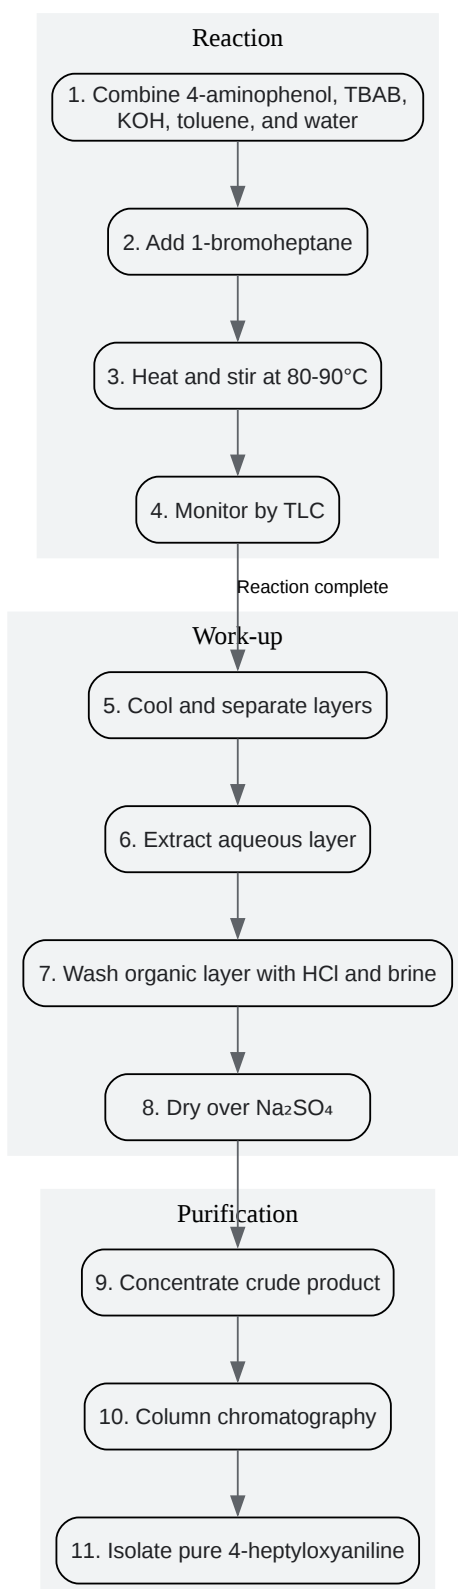 Reaction
1. Combine 4-aminophenol, TBAB,
KOH, toluene, and water
2. Add 1-bromoheptane
3. Heat and stir at 80-90°C
4. Monitor by TLC
Reaction complete
Work-up
5. Cool and separate layers
6. Extract aqueous layer
7. Wash organic layer with HCl and brine
8. Dry over Na₂SO₄
Purification
9. Concentrate crude product
10. Column chromatography
11. Isolate pure 4-heptyloxyaniline